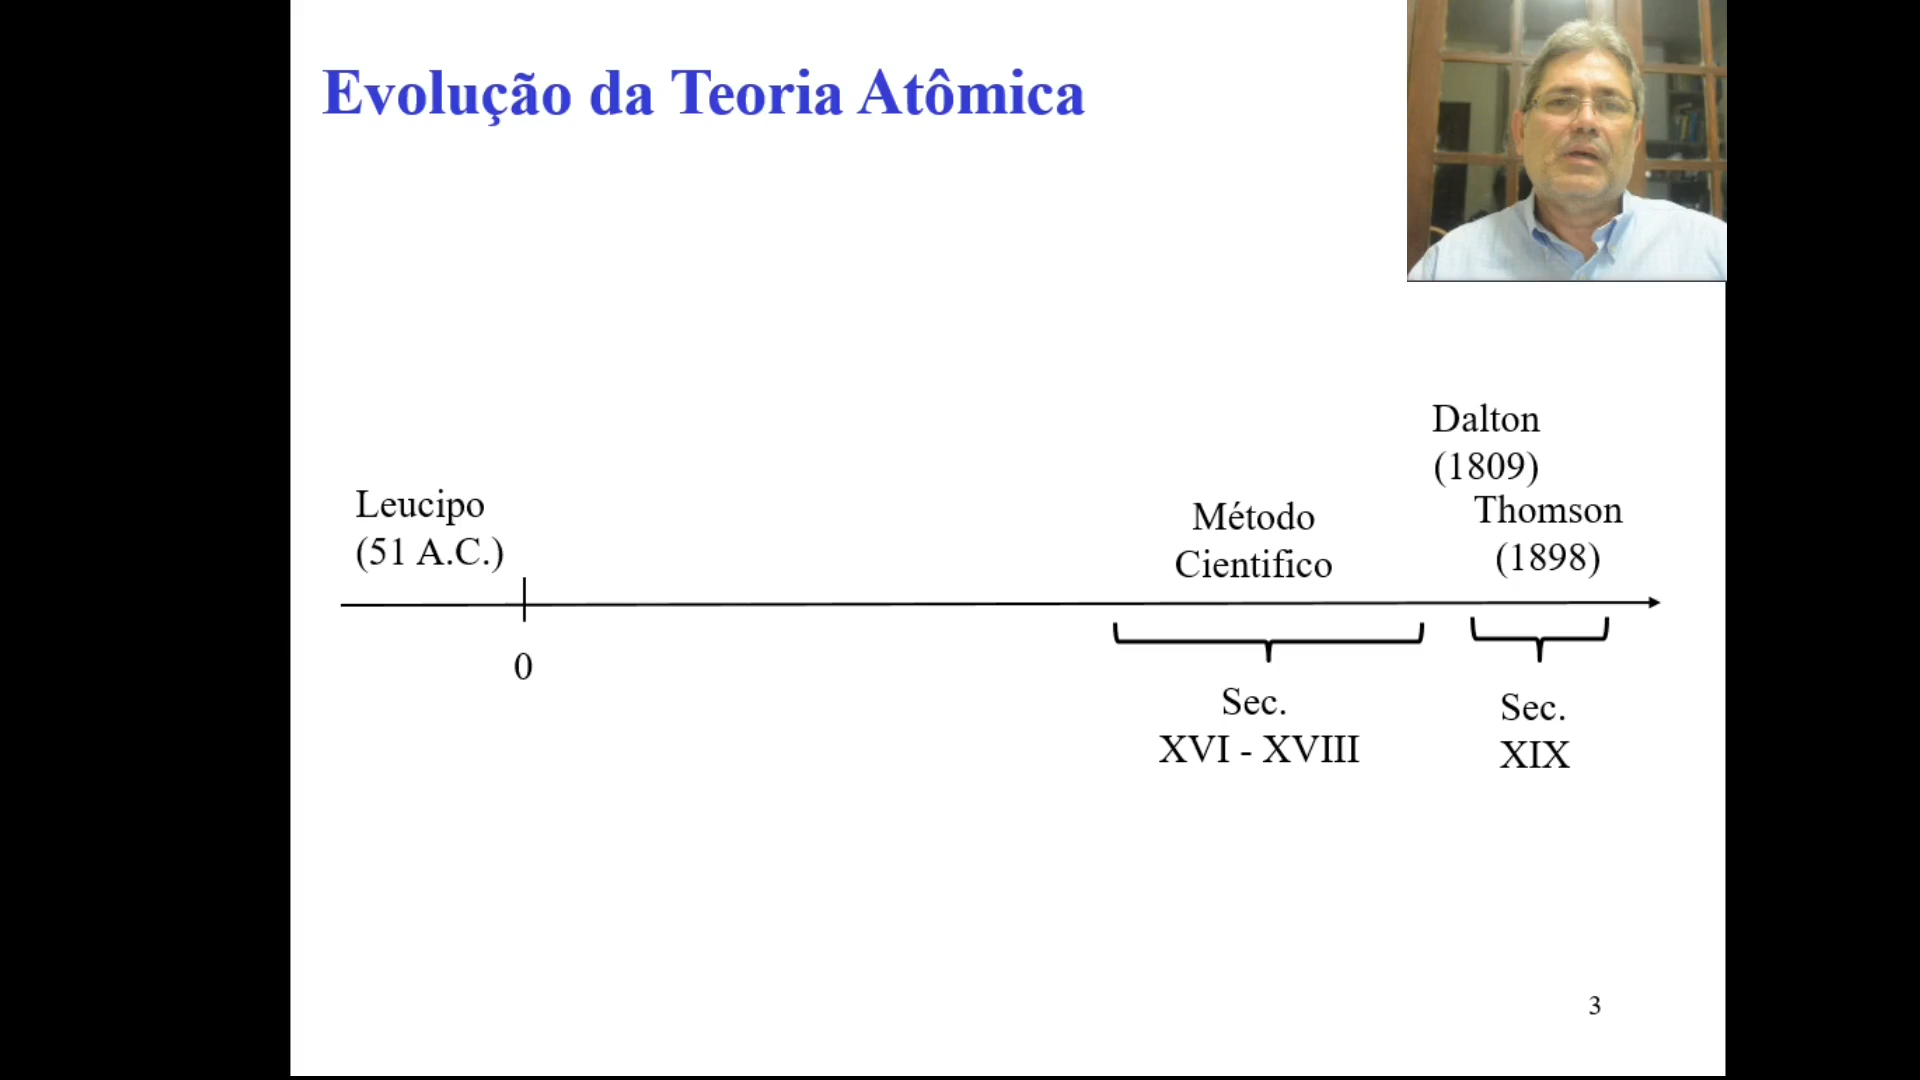 Evolução da Teoria Atômica
Dalton
(1809)
Leucipo
(51 A.C.)
Método
Cientifico
Thomson
(1898)
0
Sec.
XVI - XVIII
Sec.
XIX
3